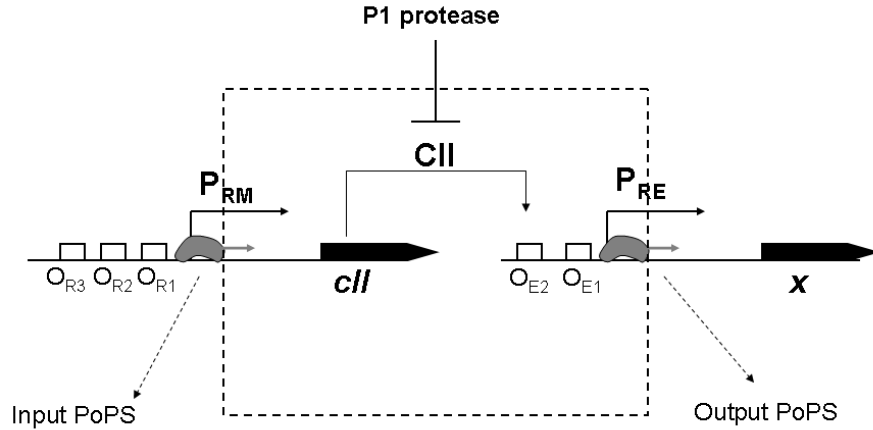 P1 protease
CII
PRM
PRE
OR3 OR2 OR1
cII
OE2 OE1
x
Input PoPS
Output PoPS